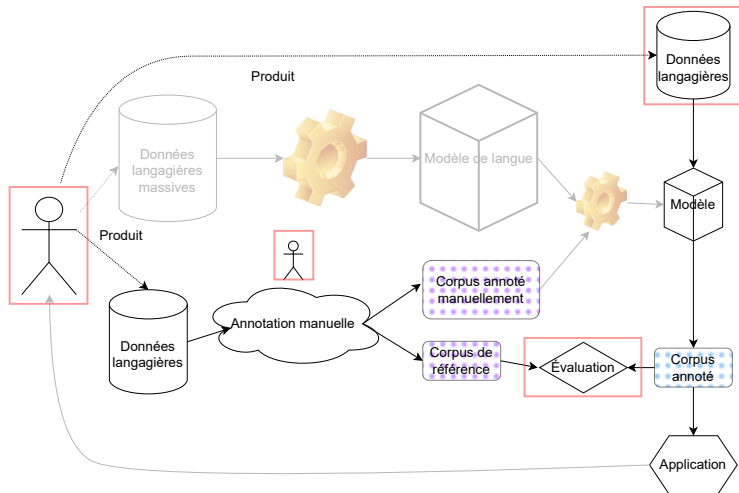 Produit
Données
langagières
Données
langagières
massives
Modèle de langue
Modèle
Produit
Corpus annoté
manuellement
Annotation manuelle
Données
langagières
Corpus de
référence
Évaluation
Corpus
annoté
Application